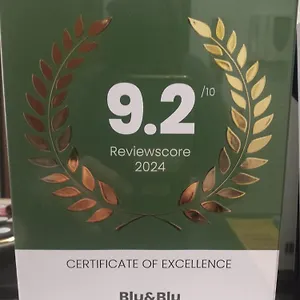 9.2 /10
Reviewscore
2024
CERTIFICATE OF EXCELLENCE
Blu&Blu